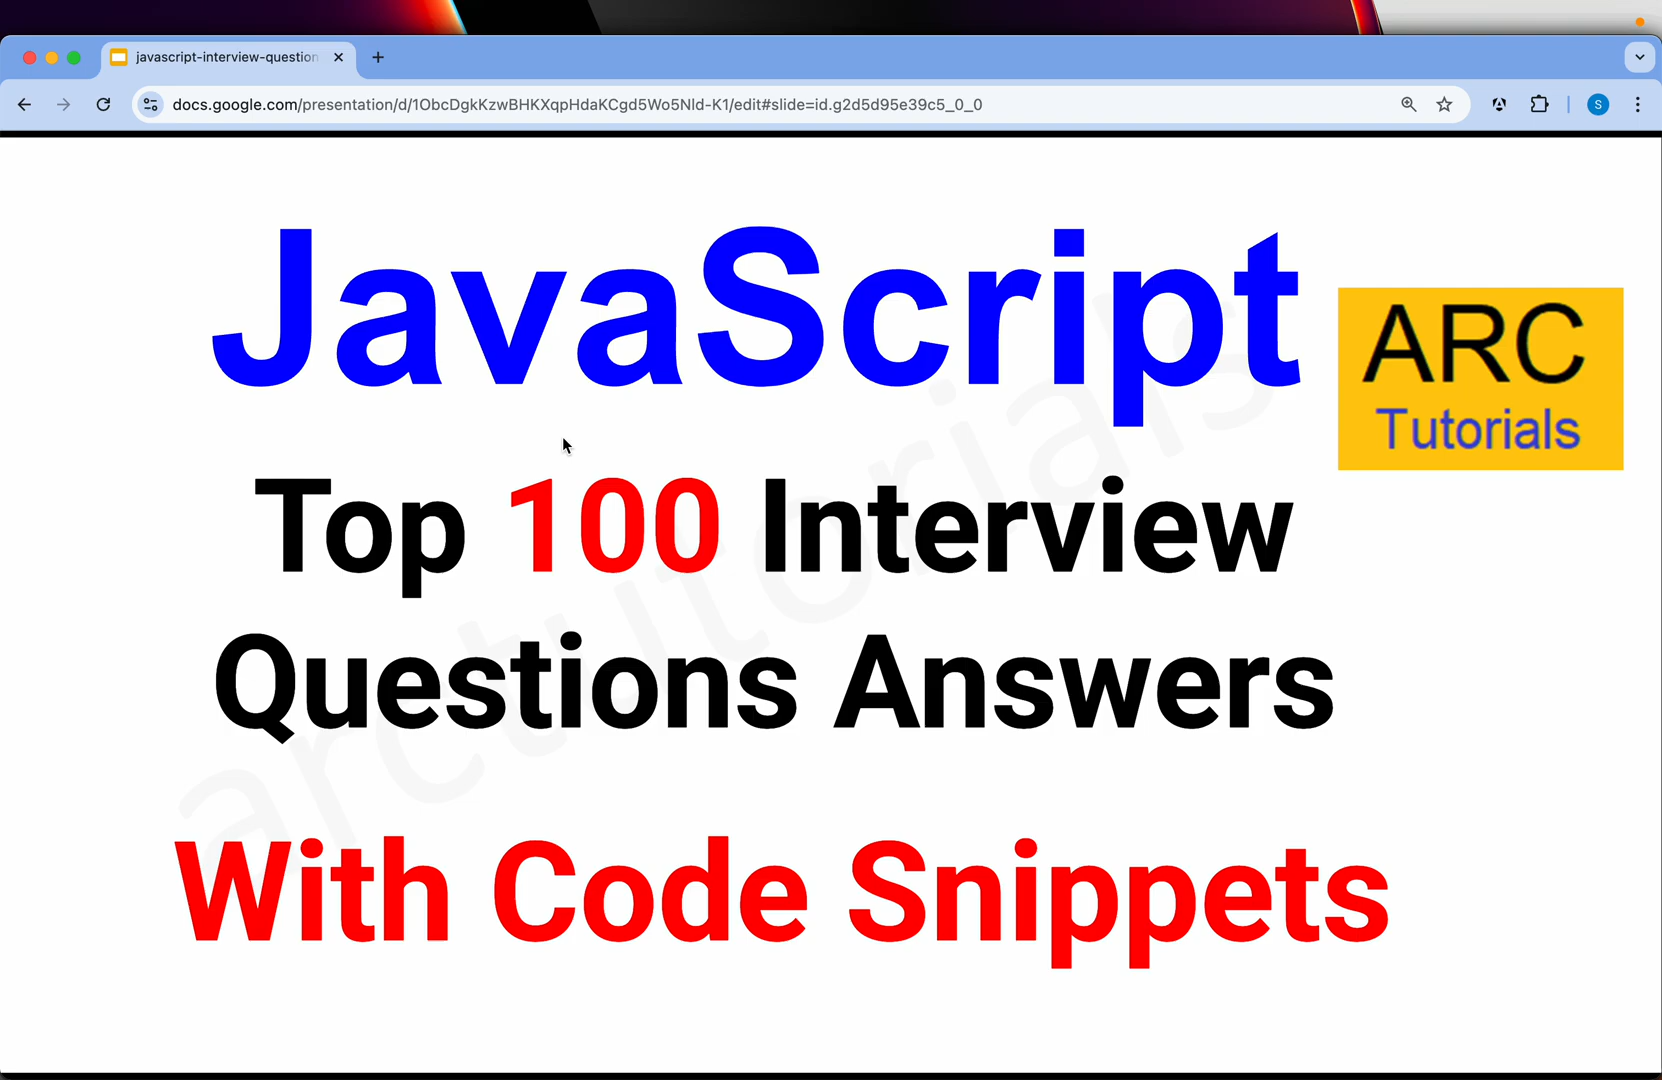 javascript-interview-question
docs.google.com/presentation/d/1ObcDgkKzwBHKXqpHdaKCgd5Wo5Nld-K1/edit#slide=id.g2d5d95e39c5_0_0
S
JavaScript
ARC
Tutorials
Top 100 Interview
Questions Answers
With Code Snippets
arctutorials